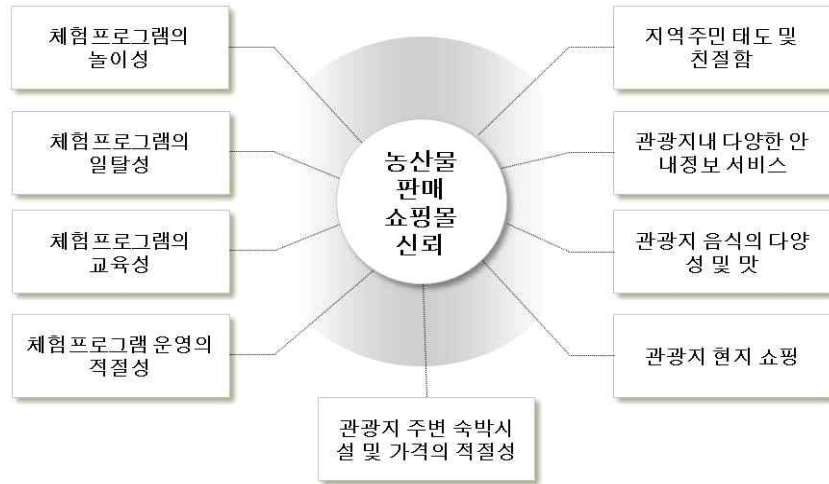 체험 프로그램의
놀이성
체험 프로그램의
일탈성
체험 프로그램의
교육성
체험 프로그램 운영의
적절성
농산물
판매
쇼핑몰
신뢰
지역주민 태도 및
친절함
관광지내 다양한 안
내정보 서비스
관광지 음식의 다양
성 및 맛
관광지 현지 쇼핑
관광지 주변 숙박시
설 및 가격의 적절성